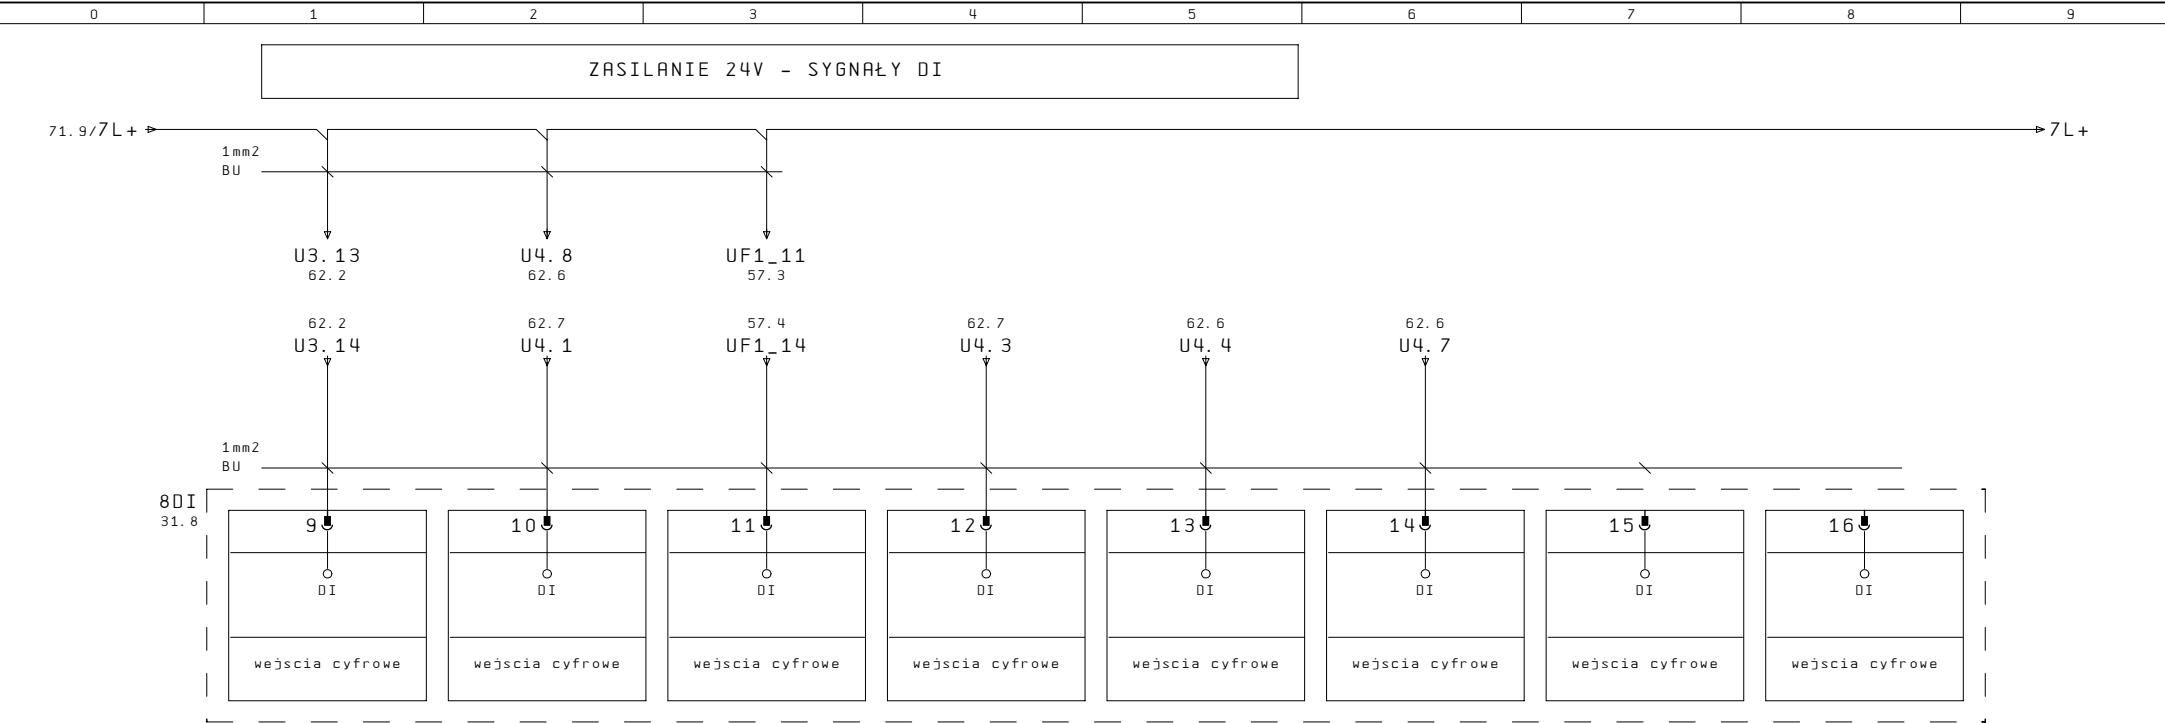 0 1 2 3 4 5 6 7 8 9
ZASILANIE 24V - SYGNAŁY DI
71.9/7L+ 7L+
1mm2
BU
U3.13 U4.8 UF1_11
62.2 62.6 57.3
62.2 62.7 57.4 62.7 62.6 62.6
U3.14 U4.1 UF1_14 U4.3 U4.4 U4.7
1mm2
BU
8DI
31.8
9 10 11 12 13 14 15 16
DI DI DI DI DI DI DI DI
wejscia cyfrowe wejscia cyfrowe wejscia cyfrowe wejscia cyfrowe wejscia cyfrowe wejscia cyfrowe wejscia cyfrowe wejscia cyfrowe